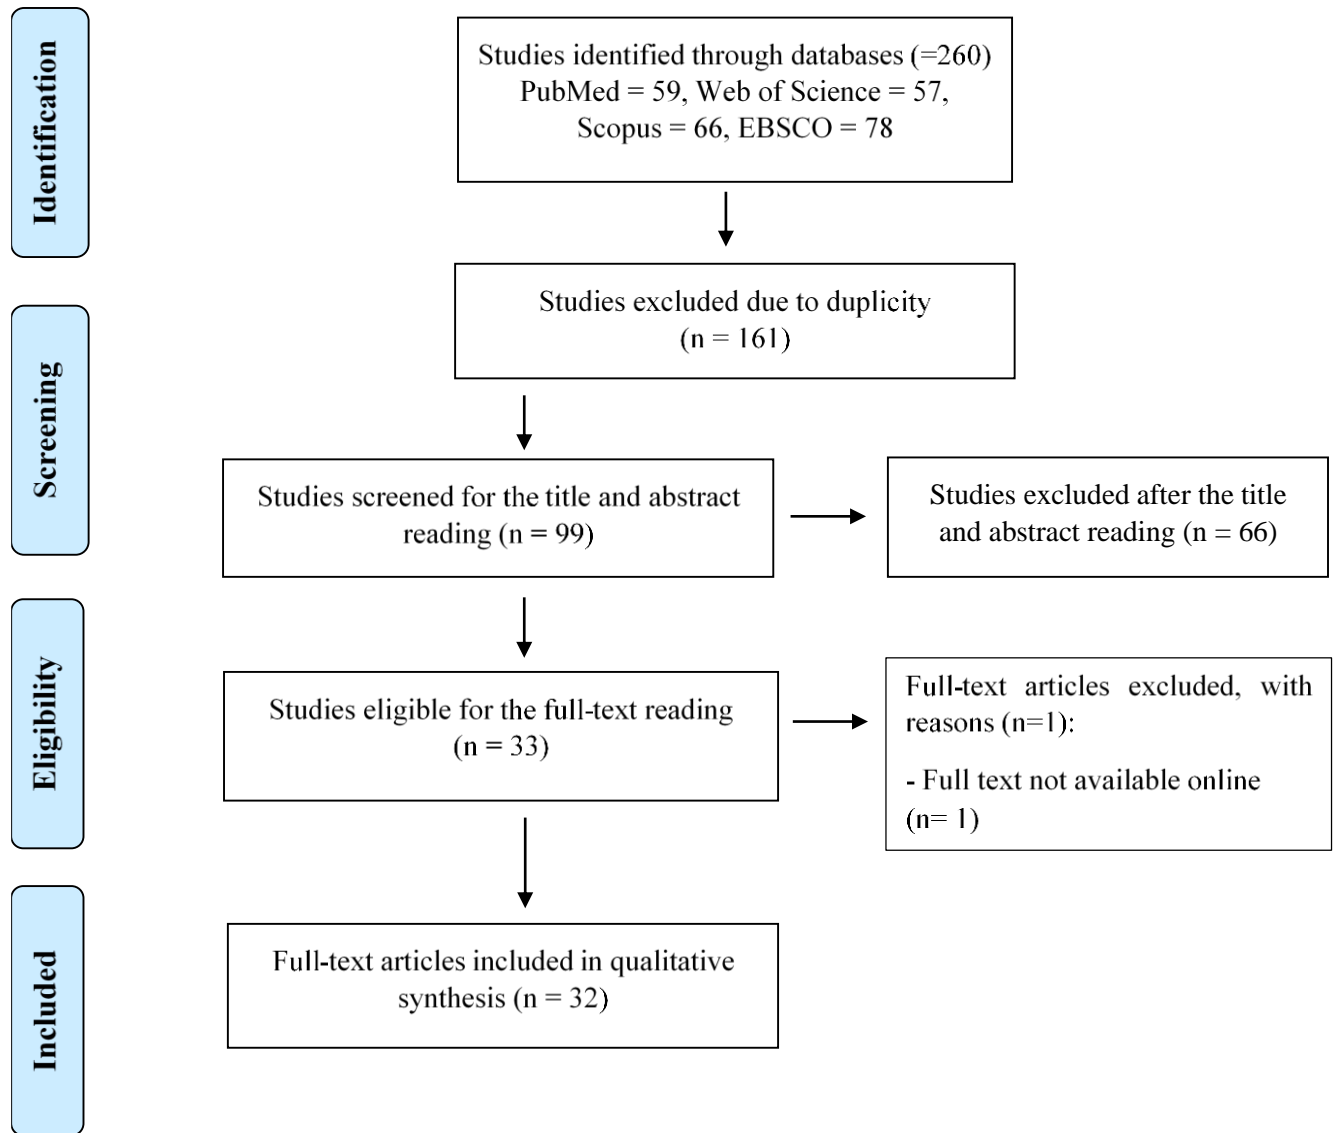 Identification
Studies identified through databases (=260)
PubMed = 59, Web of Science = 57,
Scopus = 66, EBSCO = 78
Studies excluded due to duplicity
(n = 161)
Screening
Studies screened for the title and abstract
reading (n = 99)
Studies excluded after the title
and abstract reading (n = 66)
Eligibility
Studies eligible for the full-text reading
(n = 33)
Full-text articles excluded, with
reasons (n=1):
- Full text not available online
(n= 1)
Included
Full-text articles included in qualitative
synthesis (n = 32)